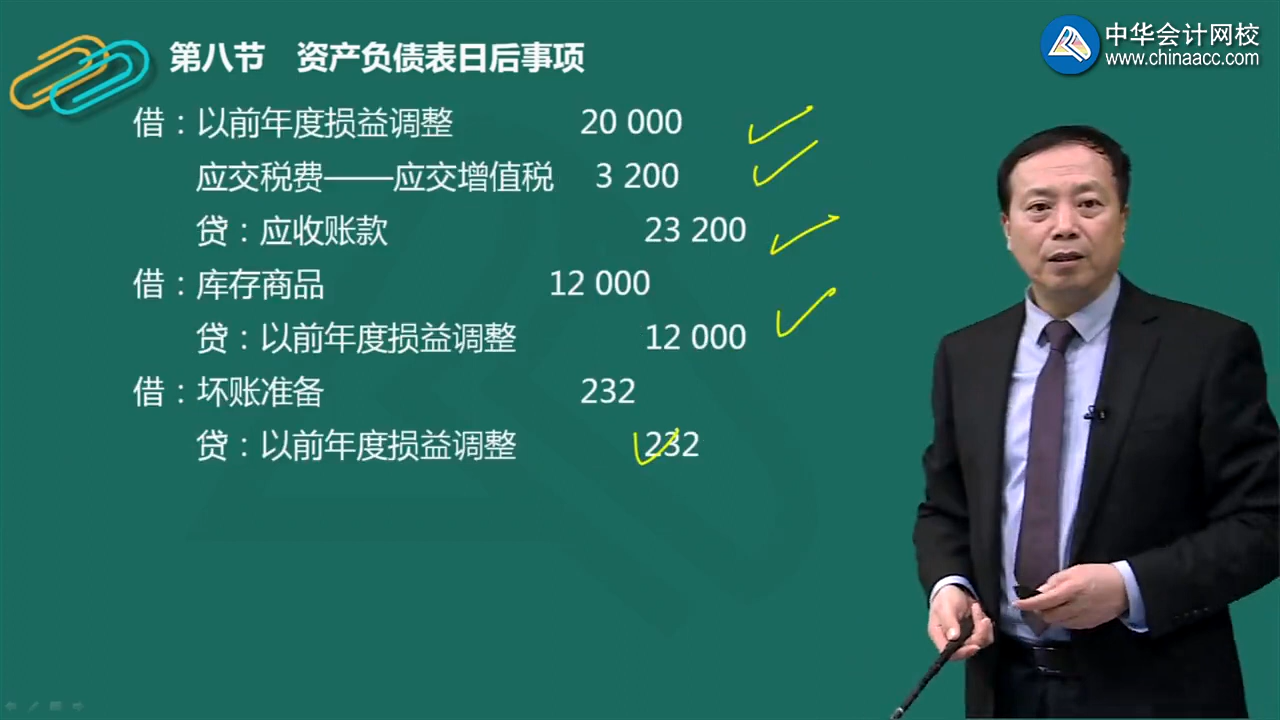 第八节 资产负债表日后事项
中华会计网校
www.chinaacc.com
借：以前年度损益调整 20 000
应交税费——应交增值税 3 200
贷：应收账款 23 200
借：库存商品 12 000
贷：以前年度损益调整 12 000
借：坏账准备 232
贷：以前年度损益调整 232